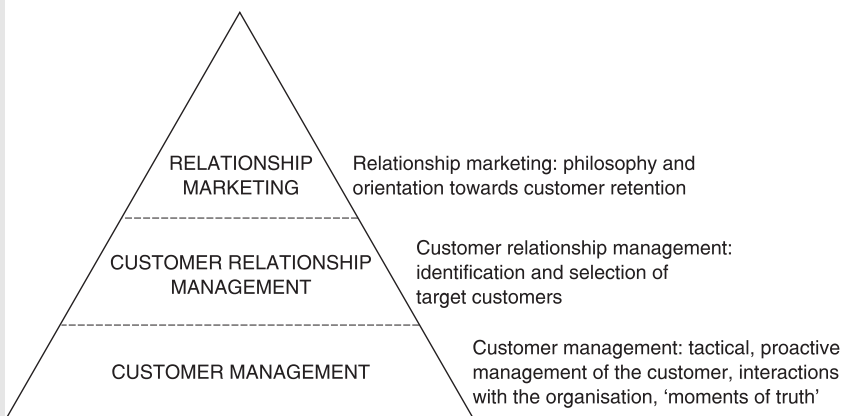 RELATIONSHIP
MARKETING
Relationship marketing: philosophy and
orientation towards customer retention
CUSTOMER RELATIONSHIP
MANAGEMENT
Customer relationship management:
identification and selection of
target customers
CUSTOMER MANAGEMENT
Customer management: tactical, proactive
management of the customer, interactions
with the organisation, ‘moments of truth’